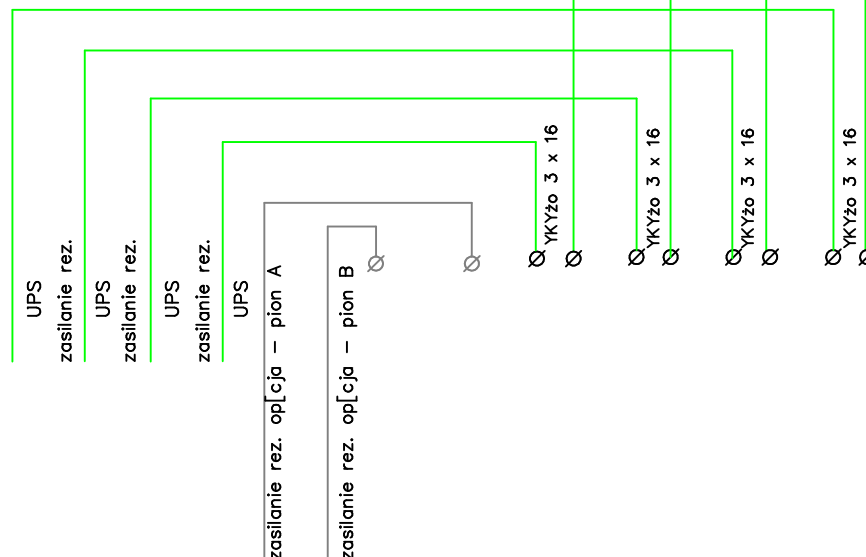 UPS
zasilanie rez.
UPS
zasilanie rez.
UPS
zasilanie rez.
UPS
zasilanie rez. op[cja – pion A
zasilanie rez. op[cja – pion B
YKYżo 3 x 16
YKYżo 3 x 16
YKYżo 3 x 16
YKYżo 3 x 16